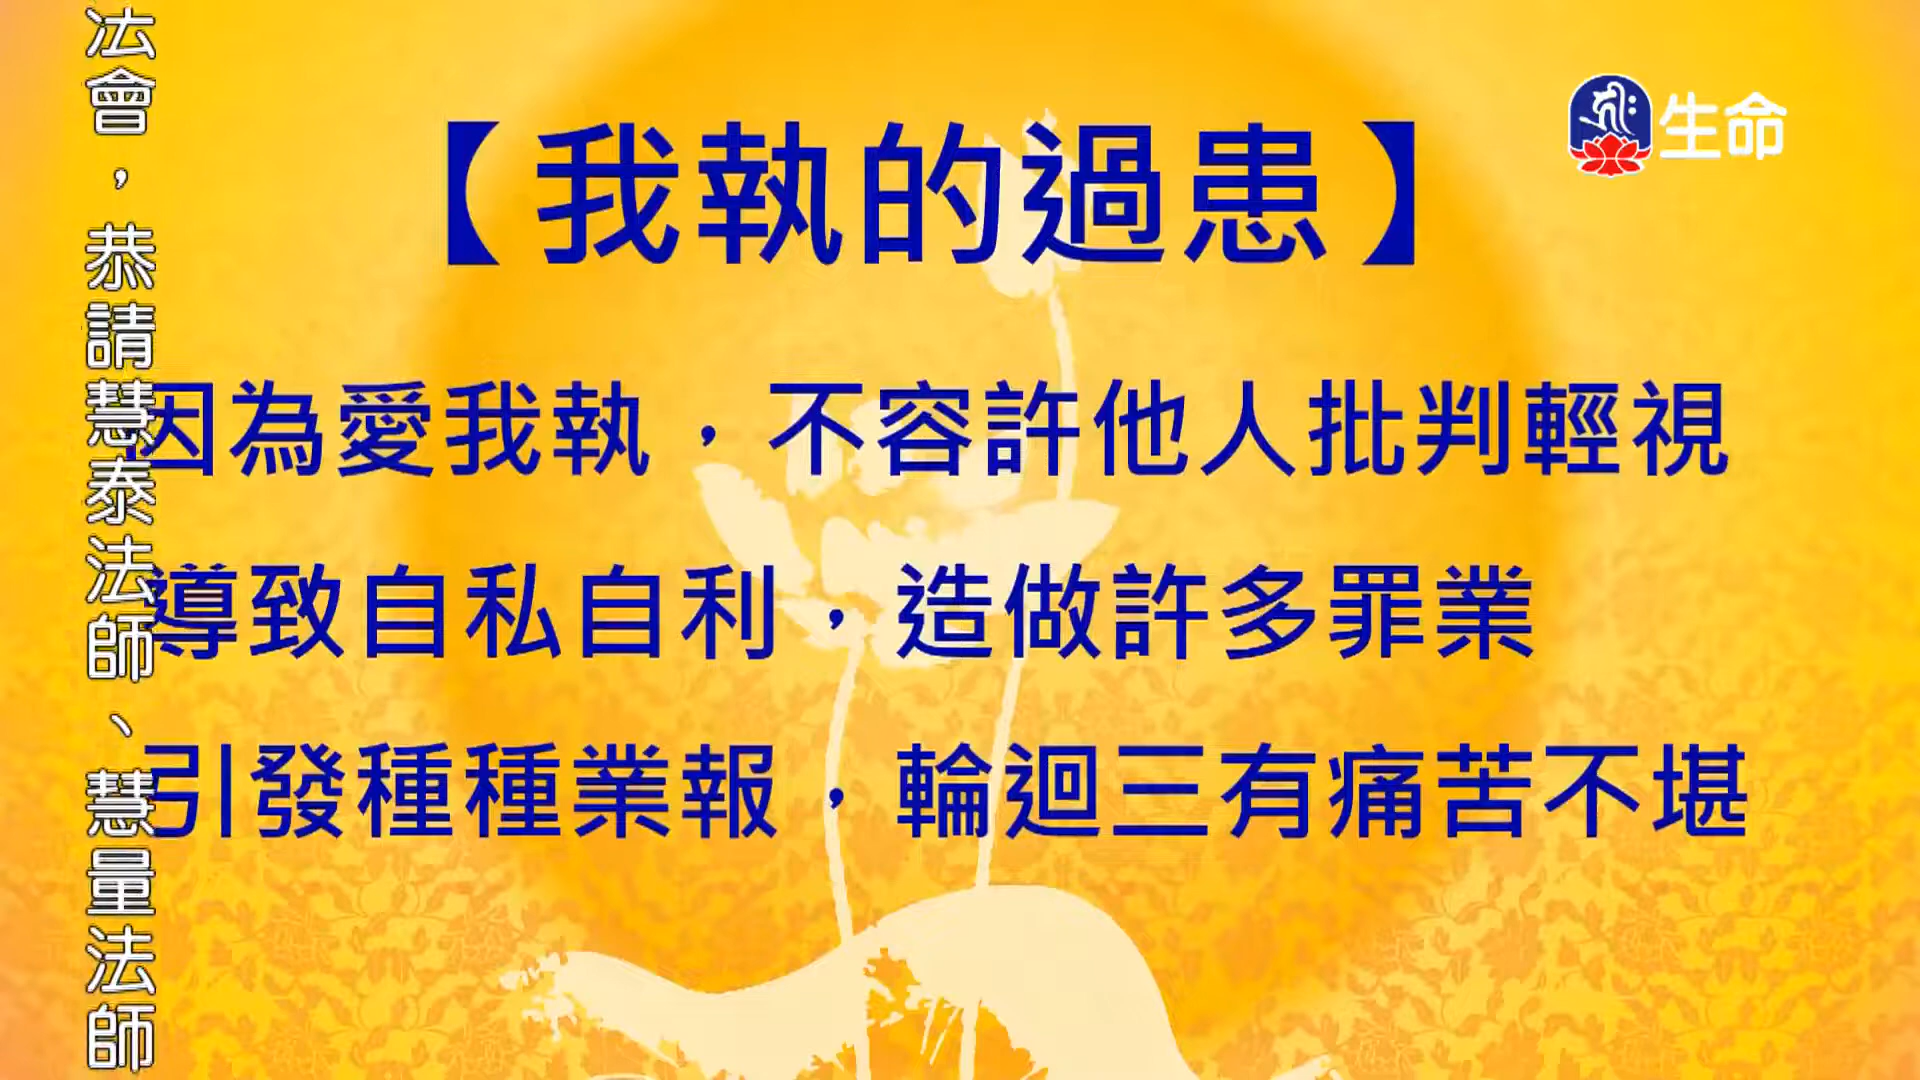 【我執的過患】
生命
因為愛我執，不容許他人批判輕視
導致自私自利，造做許多罪業
引發種種業報，輪迴三有痛苦不堪
法會，恭請慧泰法師、慧量法師